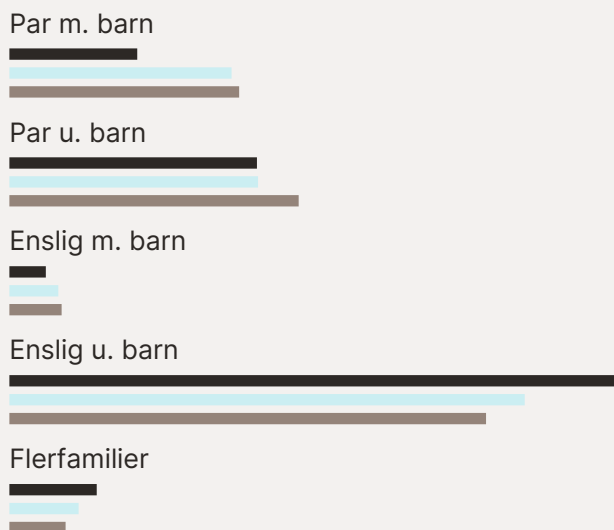 Par m. barn
Par u. barn
Enslig m. barn
Enslig u. barn
Flerfamilier